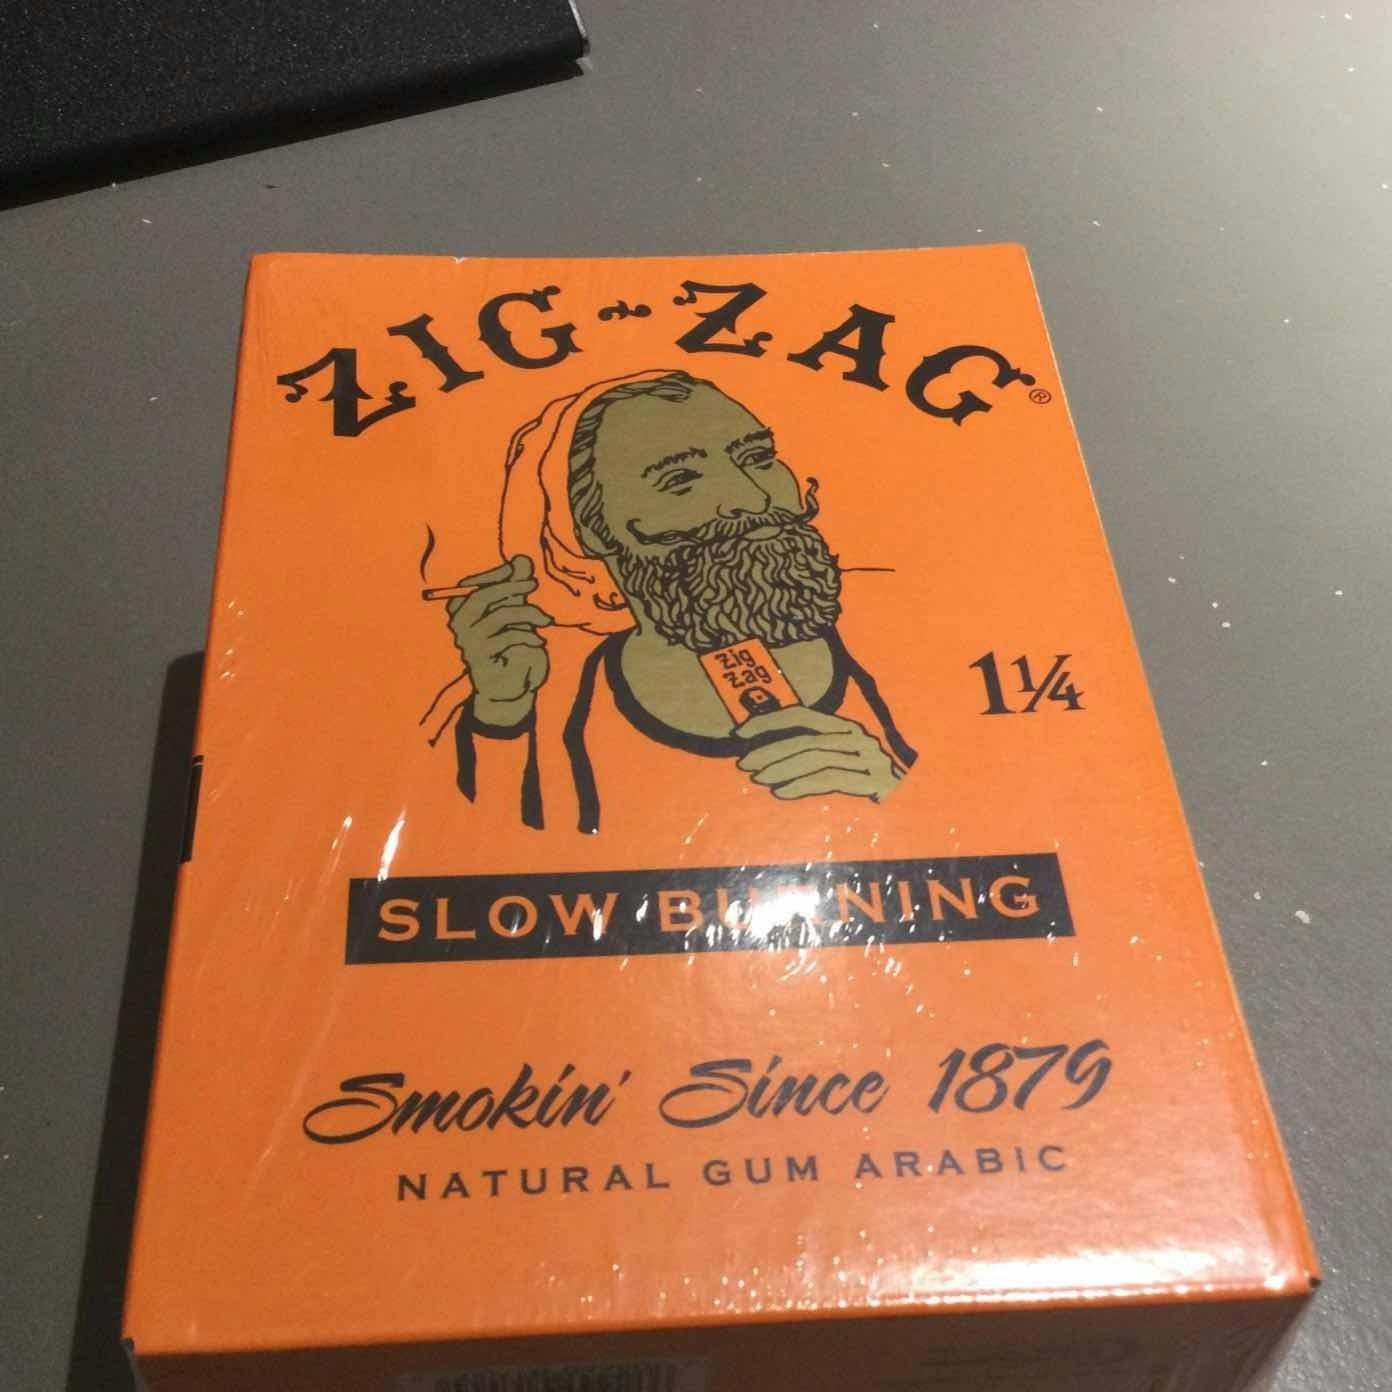 ZIG-ZAG®
zig
zag
1¼
SLOW BURNING
Smokin' Since 1879
NATURAL GUM ARABIC